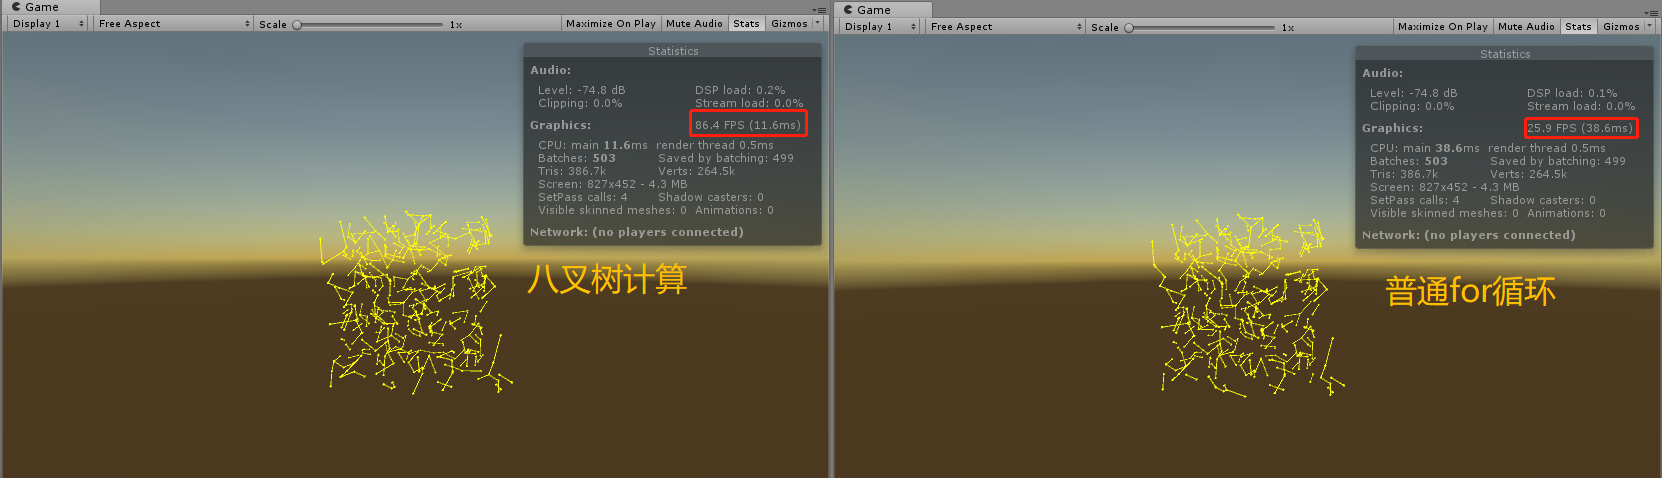 Game
Display 1
Free Aspect
Scale
1x
Maximize On Play
Mute Audio
Stats
Gizmos
Statistics
Audio:
Level: -74.8 dB
DSP load: 0.2%
Clipping: 0.0%
Stream load: 0.0%
Graphics:
86.4 FPS (11.6ms)
CPU: main 11.6ms render thread 0.5ms
Batches: 503
Saved by batching: 499
Tris: 386.7k
Verts: 264.5k
Screen: 827x452 - 4.3 MB
SetPass calls: 4
Shadow casters: 0
Visible skinned meshes: 0 Animations: 0
Network: (no players connected)
八叉树计算
Game
Display 1
Free Aspect
Scale
1x
Maximize On Play
Mute Audio
Stats
Gizmos
Statistics
Audio:
Level: -74.8 dB
DSP load: 0.1%
Clipping: 0.0%
Stream load: 0.0%
Graphics:
25.9 FPS (38.6ms)
CPU: main 38.6ms render thread 0.5ms
Batches: 503
Saved by batching: 499
Tris: 386.7k
Verts: 264.5k
Screen: 827x452 - 4.3 MB
SetPass calls: 4
Shadow casters: 0
Visible skinned meshes: 0 Animations: 0
Network: (no players connected)
普通for循环